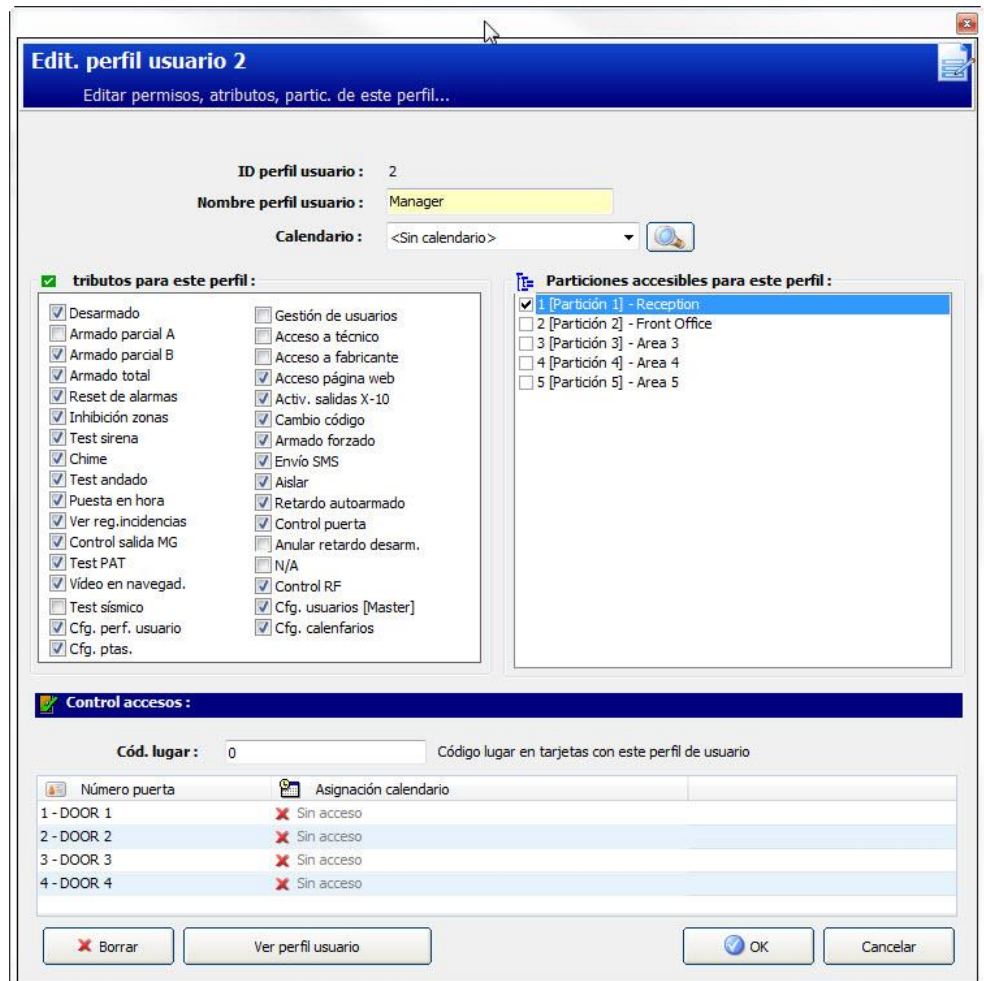 Edit. perfil usuario 2
Editar permisos, atributos, partic. de este perfil...
ID perfil usuario : 2
Nombre perfil usuario : Manager
Calendario : <Sin calendario>
tributos para este perfil :
Desarmado
Armado parcial A
Armado parcial B
Armado total
Reset de alarmas
Inhibición zonas
Test sirena
Chime
Test andado
Puesta en hora
Ver reg.incidencias
Control salida MG
Test PAT
Vídeo en navegad.
Test sísmico
Cfg. perf. usuario
Cfg. ptas.
Gestión de usuarios
Acceso a técnico
Acceso a fabricante
Acceso página web
Activ. salidas X-10
Cambio código
Armado forzado
Envío SMS
Aislar
Retardo autoarmado
Control puerta
Anular retardo desarm.
N/A
Control RF
Cfg. usuarios [Master]
Cfg. calenfarios
Particiones accesibles para este perfil :
1 [Partición 1] - Reception
2 [Partición 2] - Front Office
3 [Partición 3] - Area 3
4 [Partición 4] - Area 4
5 [Partición 5] - Area 5
Control accesos :
Cód. lugar : 0 Código lugar en tarjetas con este perfil de usuario
Número puerta Asignación calendario
1 - DOOR 1 Sin acceso
2 - DOOR 2 Sin acceso
3 - DOOR 3 Sin acceso
4 - DOOR 4 Sin acceso
Borrar Ver perfil usuario OK Cancelar